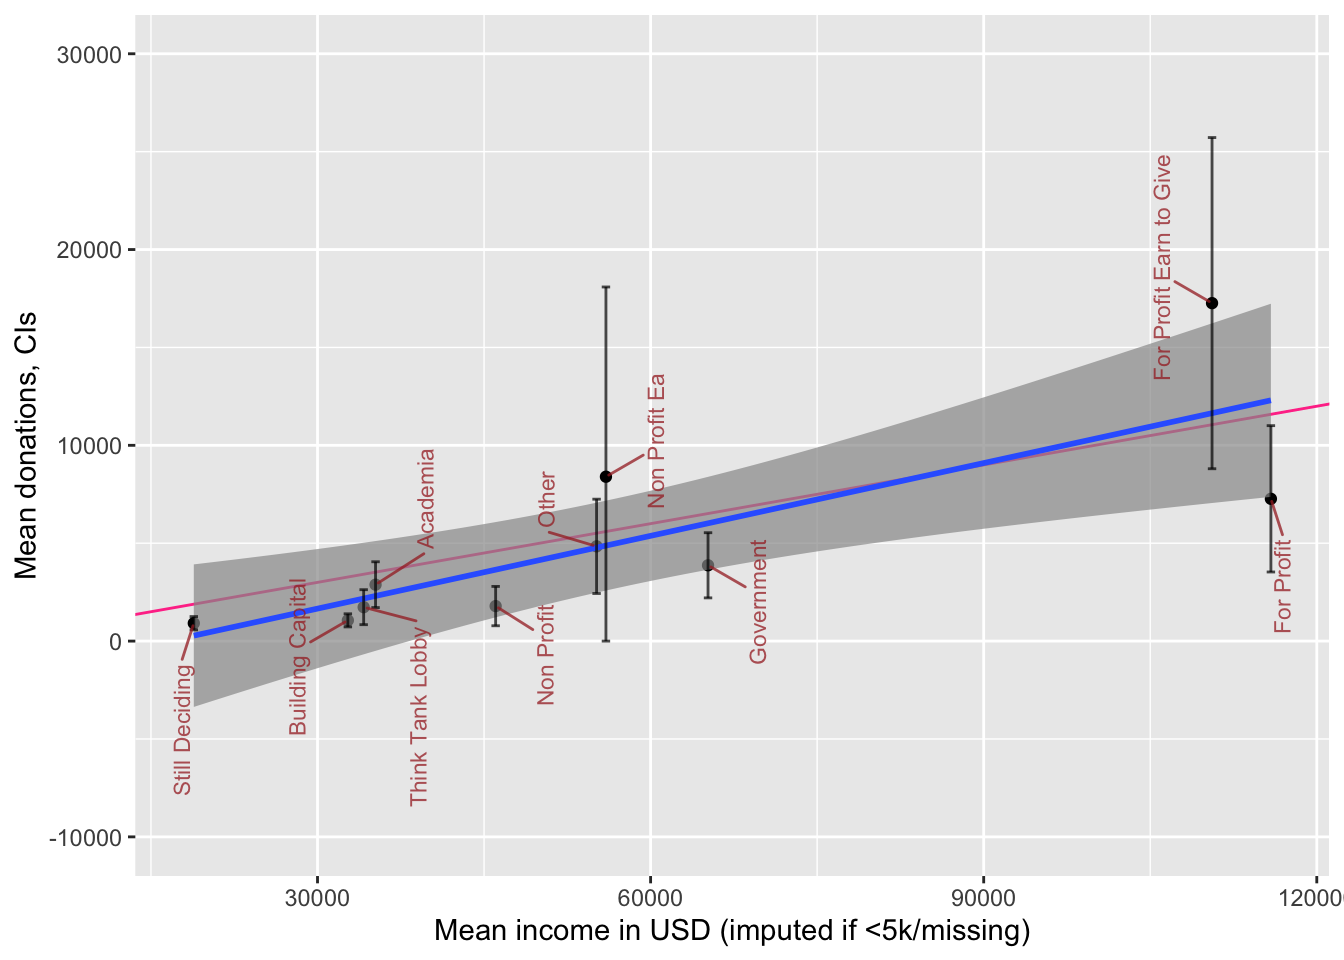 30000
20000
10000
0
-10000
Mean donations, CIs
Still Deciding
Building Capital
Think Tank Lobby
Academia
Non Profit
Other
Non Profit Ea
Government
For Profit Earn to Give
For Profit
30000
60000
90000
12000
Mean income in USD (imputed if <5k/missing)